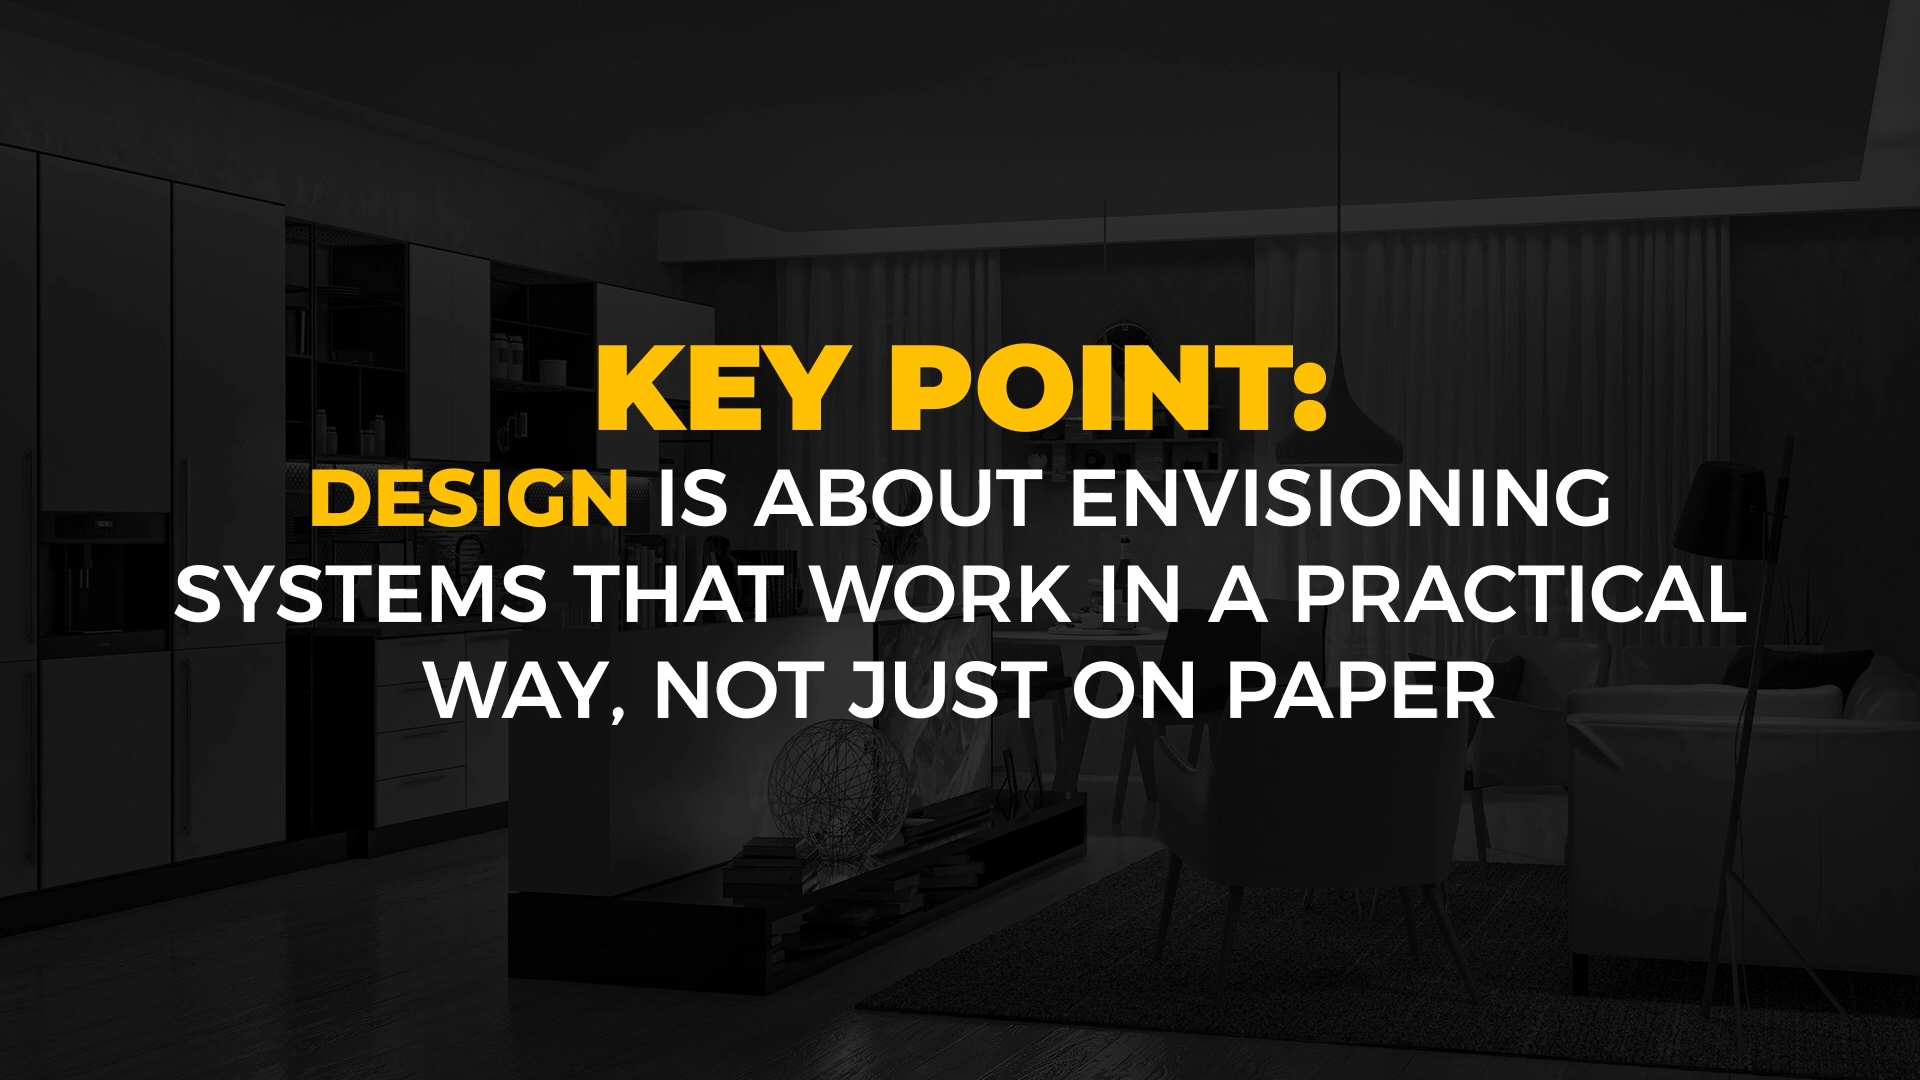 KEY POINT:
DESIGN IS ABOUT ENVISIONING
SYSTEMS THAT WORK IN A PRACTICAL
WAY, NOT JUST ON PAPER